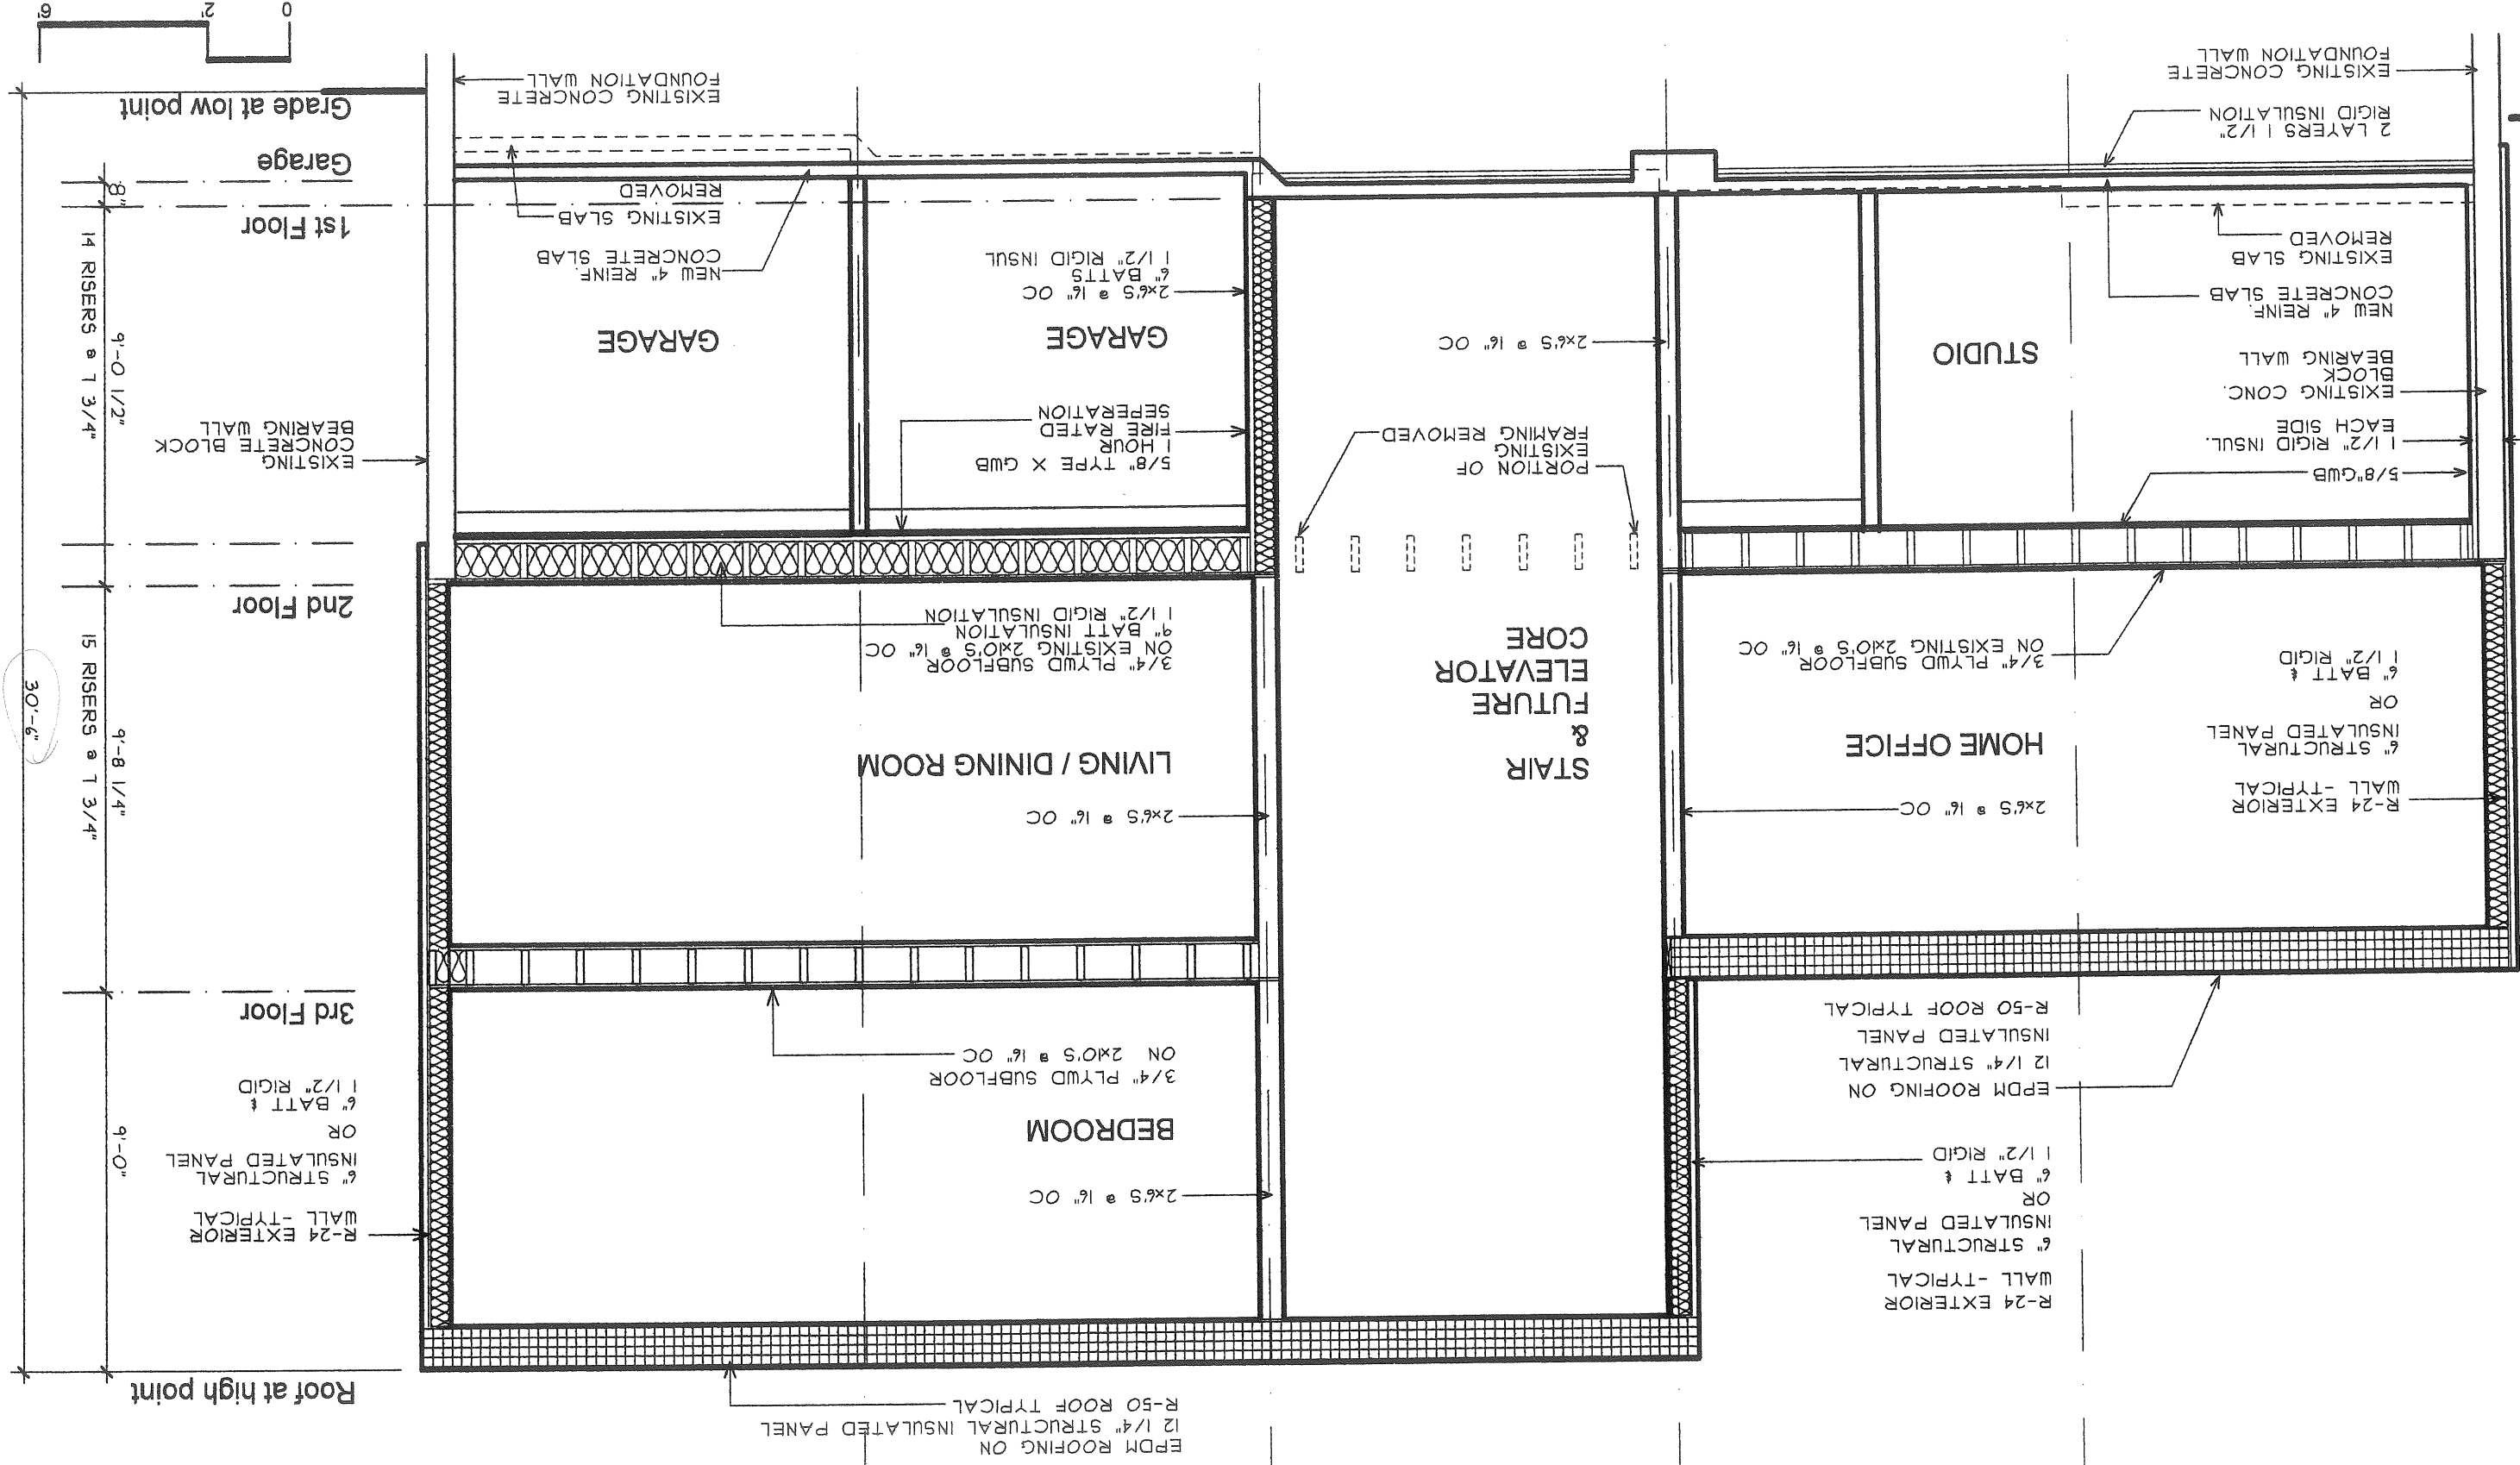 EPDM ROOFING ON
12 1/4" STRUCTURAL INSULATED PANEL
R-50 ROOF TYPICAL
Roof at high point
R-24 EXTERIOR
WALL -TYPICAL
6" STRUCTURAL
INSULATED PANEL
OR
6" BATT &
1 1/2" RIGID
EPDM ROOFING ON
12 1/4" STRUCTURAL
INSULATED PANEL
R-50 ROOF TYPICAL
2x6'S @ 16" OC
BEDROOM
3/4" PLYWD SUBFLOOR
ON 2x10'S @ 16" OC
R-24 EXTERIOR
WALL -TYPICAL
6" STRUCTURAL
INSULATED PANEL
OR
6" BATT &
1 1/2" RIGID
9'-0"
3rd Floor
R-24 EXTERIOR
WALL -TYPICAL
6" STRUCTURAL
INSULATED PANEL
OR
6" BATT &
1 1/2" RIGID
2x6'S @ 16" OC
HOME OFFICE
3/4" PLYWD SUBFLOOR
ON EXISTING 2x10'S @ 16" OC
STAIR
&
FUTURE
ELEVATOR
CORE
2x6'S @ 16" OC
LIVING / DINING ROOM
3/4" PLYWD SUBFLOOR
ON EXISTING 2x10'S @ 16" OC
9" BATT INSULATION
1 1/2" RIGID INSULATION
9'-8 1/4"
15 RISERS @ 7 3/4"
30'-6"
2nd Floor
5/8"GWB
1 1/2" RIGID INSUL.
EACH SIDE
EXISTING CONC.
BLOCK
BEARING WALL
STUDIO
NEW 4" REINF.
CONCRETE SLAB
EXISTING SLAB
REMOVED
PORTION OF
EXISTING
FRAMING REMOVED
2x6'S @ 16" OC
5/8" TYPE X GWB
1 HOUR
FIRE RATED
SEPERATION
GARAGE
2x6'S @ 16" OC
6" BATTS
1 1/2" RIGID INSUL
GARAGE
NEW 4" REINF.
CONCRETE SLAB
EXISTING SLAB
REMOVED
EXISTING
CONCRETE BLOCK
BEARING WALL
9'-0 1/2"
14 RISERS @ 7 3/4"
1st Floor
8"
Garage
Grade at low point
2 LAYERS 1 1/2"
RIGID INSULATION
EXISTING CONCRETE
FOUNDATION WALL
EXISTING CONCRETE
FOUNDATION WALL
0
2'
6'